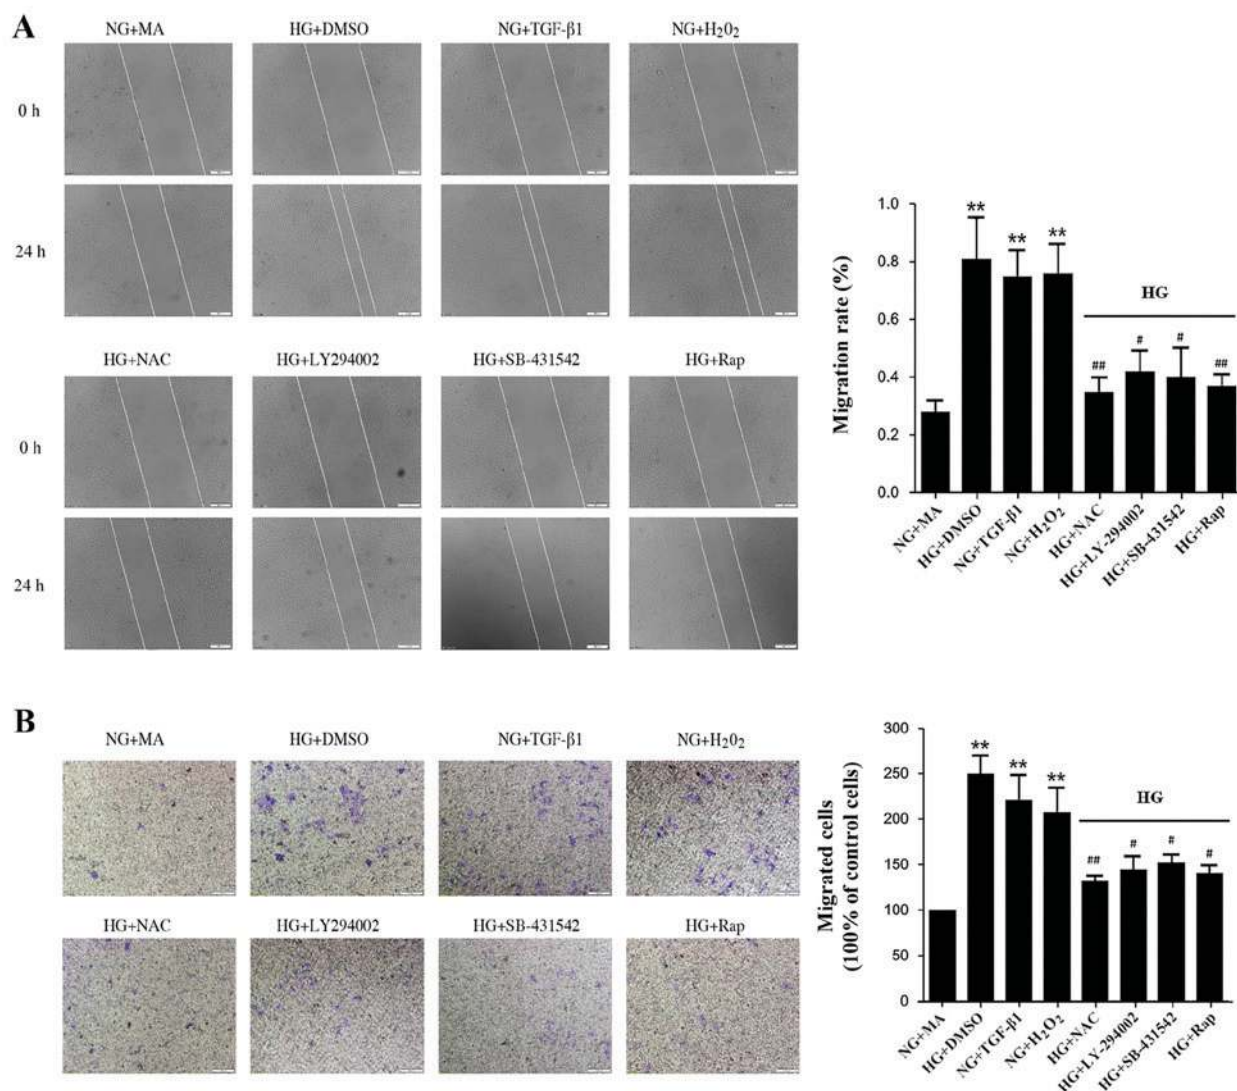 A
NG+MA HG+DMSO NG+TGF-β1 NG+H₂0₂
0 h
24 h
HG+NAC HG+LY294002 HG+SB-431542 HG+Rap
0 h
24 h
Migration rate (%)
1.0
0.8
0.6
0.4
0.2
0.0
**
**
**
HG
##
#
#
##
NG+MA
HG+DMSO
NG+TGF-β1
NG+H₂O₂
HG+NAC
HG+LY-294002
HG+SB-431542
HG+Rap
B
NG+MA HG+DMSO NG+TGF-β1 NG+H₂0₂
HG+NAC HG+LY294002 HG+SB-431542 HG+Rap
Migrated cells
(100% of control cells)
300
250
200
150
100
50
0
**
**
**
HG
##
#
#
#
NG+MA
HG+DMSO
NG+TGF-β1
NG+H₂O₂
HG+NAC
HG+LY-294002
HG+SB-431542
HG+Rap